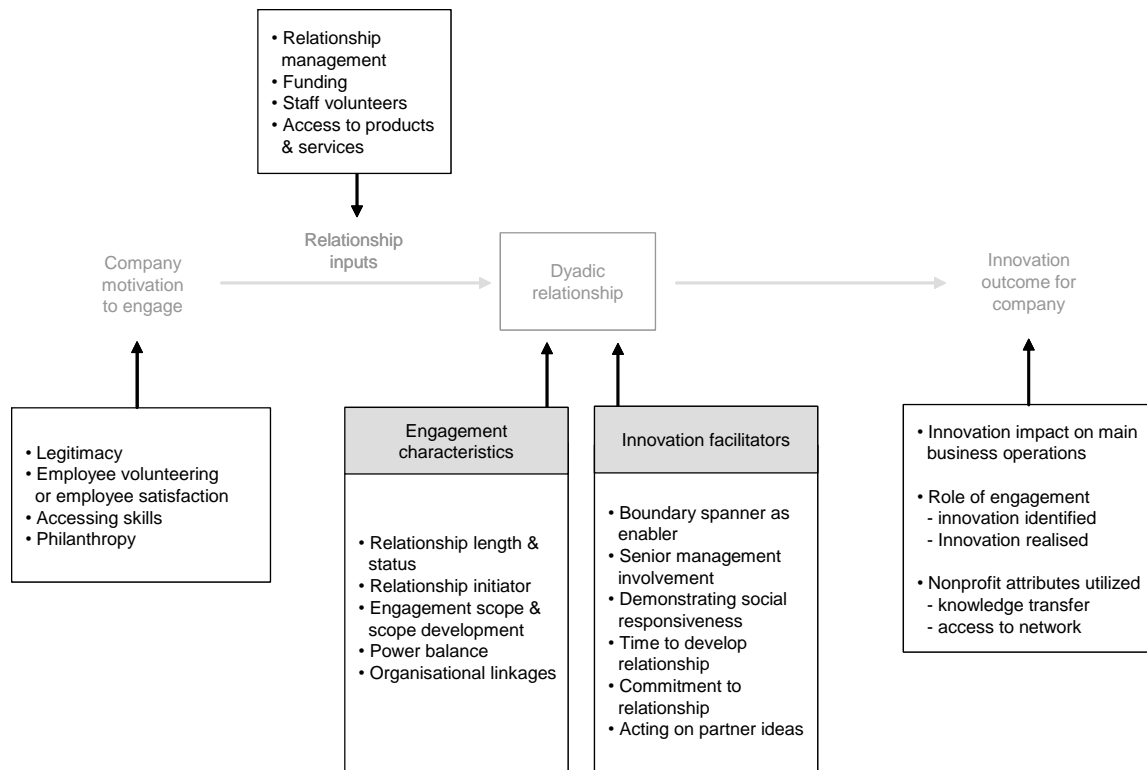 • Relationship
management
• Funding
• Staff volunteers
• Access to products
& services
Relationship
inputs
Company
motivation
to engage
Dyadic
relationship
Innovation
outcome for
company
• Legitimacy
• Employee volunteering
or employee satisfaction
• Accessing skills
• Philanthropy
Engagement
characteristics
• Relationship length &
status
• Relationship initiator
• Engagement scope &
scope development
• Power balance
• Organisational linkages
Innovation facilitators
• Boundary spanner as
enabler
• Senior management
involvement
• Demonstrating social
responsiveness
• Time to develop
relationship
• Commitment to
relationship
• Acting on partner ideas
• Innovation impact on main
business operations
• Role of engagement
- innovation identified
- Innovation realised
• Nonprofit attributes utilized
- knowledge transfer
- access to network